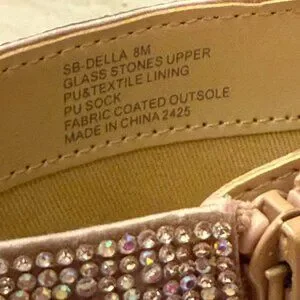 SB-DELLA 8M
GLASS STONES UPPER
PU&TEXTILE LINING
PU SOCK
FABRIC COATED OUTSOLE
MADE IN CHINA 2425